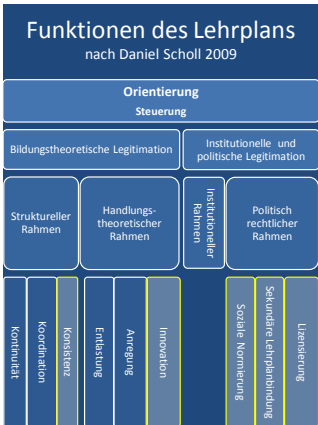 Funktionen des Lehrplans
nach Daniel Scholl 2009
Orientierung
Steuerung
Bildungstheoretische Legitimation
Institutionelle und
politische Legitimation
Struktureller
Rahmen
Handlungs-
theoretischer
Rahmen
Institutioneller
Rahmen
Politisch
rechtlicher
Rahmen
Kontinuität
Koordination
Konsistenz
Entlastung
Anregung
Innovation
Soziale Normierung
Sekundäre Lehrplanbindung
Lizensierung